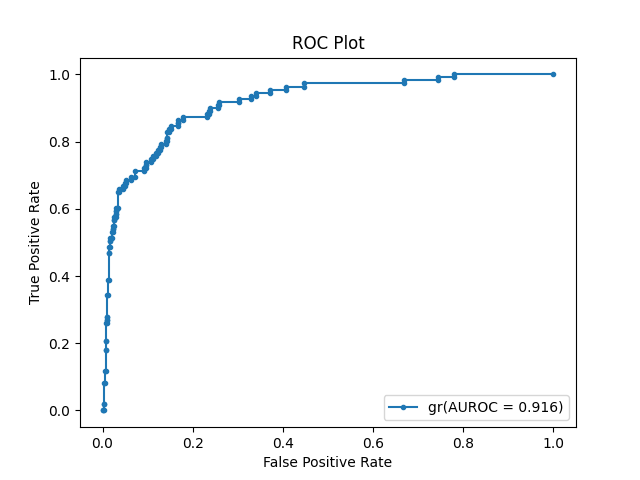 ROC Plot
1.0
0.8
0.6
0.4
0.2
0.0
True Positive Rate
gr(AUROC = 0.916)
0.0 0.2 0.4 0.6 0.8 1.0
False Positive Rate